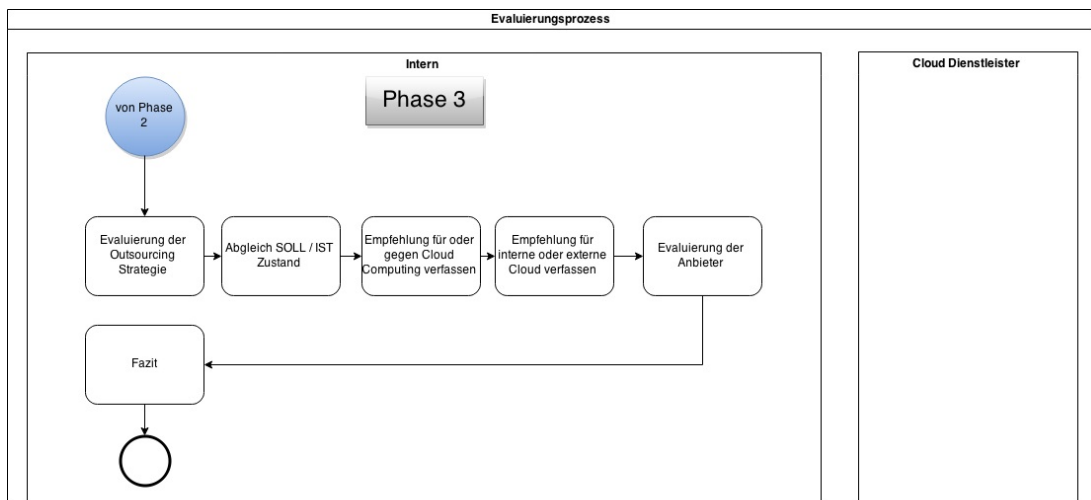 Evaluierungsprozess
Intern
Cloud Dienstleister
Phase 3
von Phase
2
Evaluierung der
Outsourcing
Strategie
Abgleich SOLL / IST
Zustand
Empfehlung für oder
gegen Cloud
Computing verfassen
Empfehlung für
interne oder externe
Cloud verfassen
Evaluierung der
Anbieter
Fazit